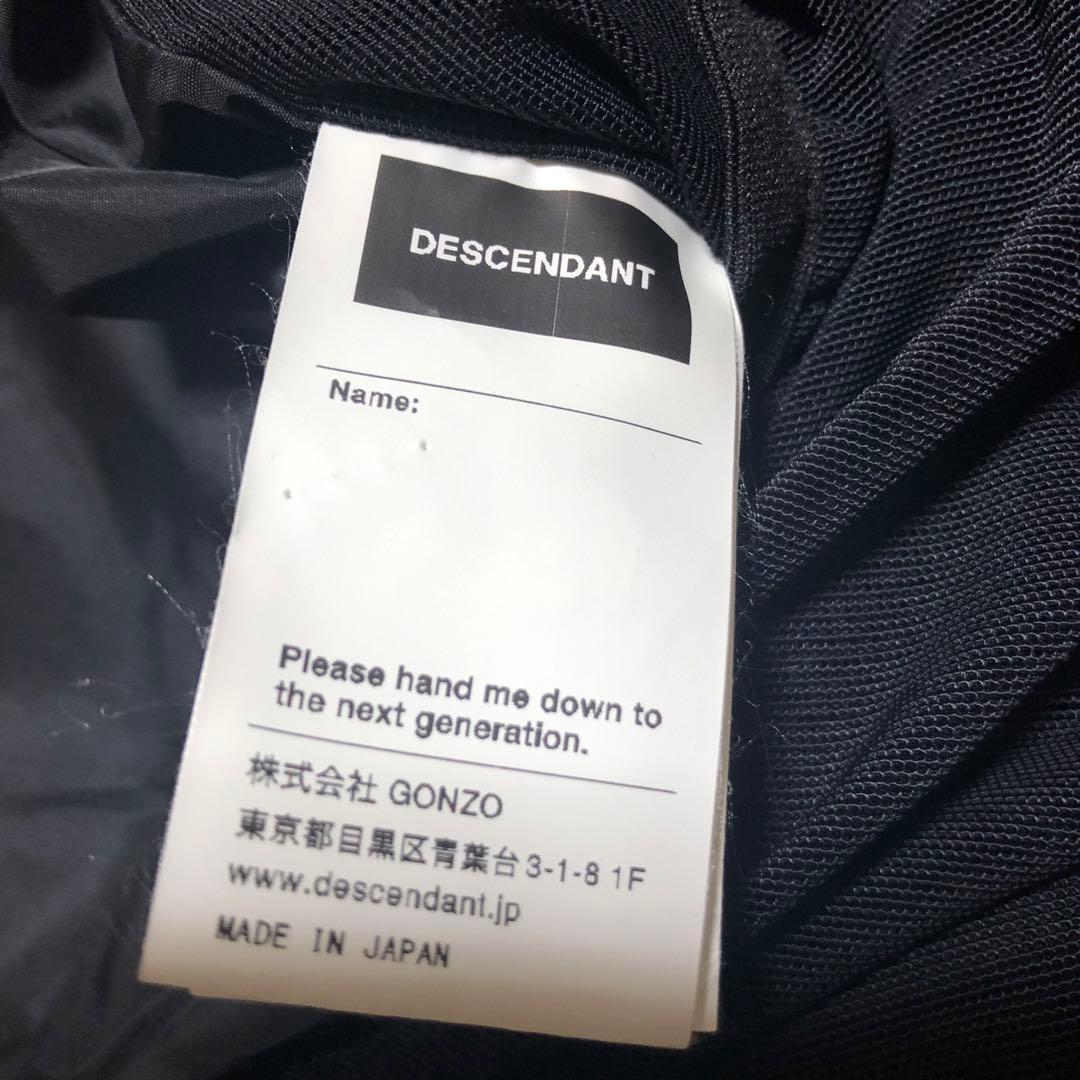 DESCENDANT
Name:
Please hand me down to
the next generation.
株式会社 GONZO
東京都目黒区青葉台3-1-8 1F
www.descendant.jp
MADE IN JAPAN